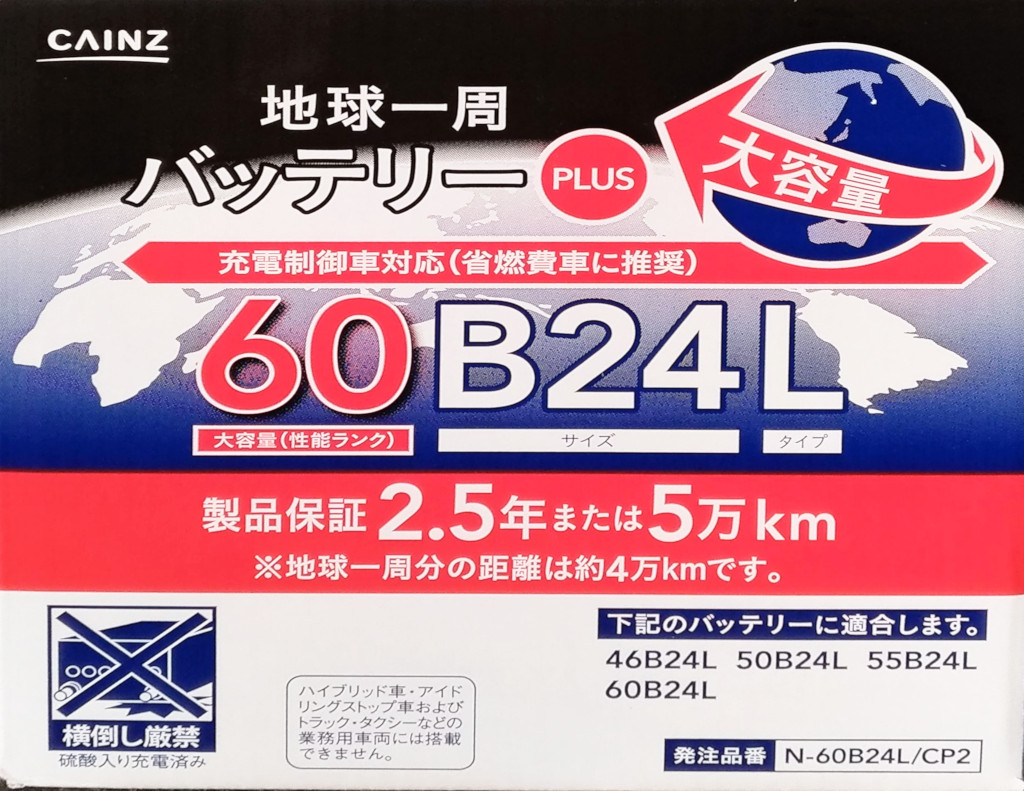 CAINZ
地球一周
バッテリー PLUS
大容量
充電制御車対応(省燃費車に推奨)
60B24L
大容量(性能ランク) サイズ タイプ
製品保証2.5年または5万km
※地球一周分の距離は約4万kmです。
横倒し厳禁
硫酸入り充電済み
ハイブリッド車・アイド
リングストップ車および
トラック・タクシーなどの
業務用車両には搭載
できません。
下記のバッテリーに適合します。
46B24L 50B24L 55B24L
60B24L
発注品番 N-60B24L/CP2